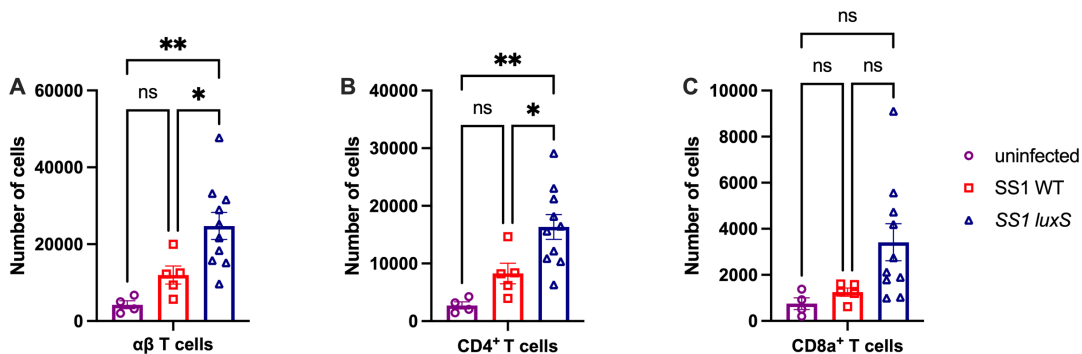 A
Number of cells
60000
40000
20000
0
**
ns
*
αβ T cells
B
Number of cells
40000
30000
20000
10000
0
**
ns
*
CD4⁺ T cells
C
Number of cells
10000
8000
6000
4000
2000
0
ns
ns
ns
CD8a⁺ T cells
uninfected
SS1 WT
SS1 luxS